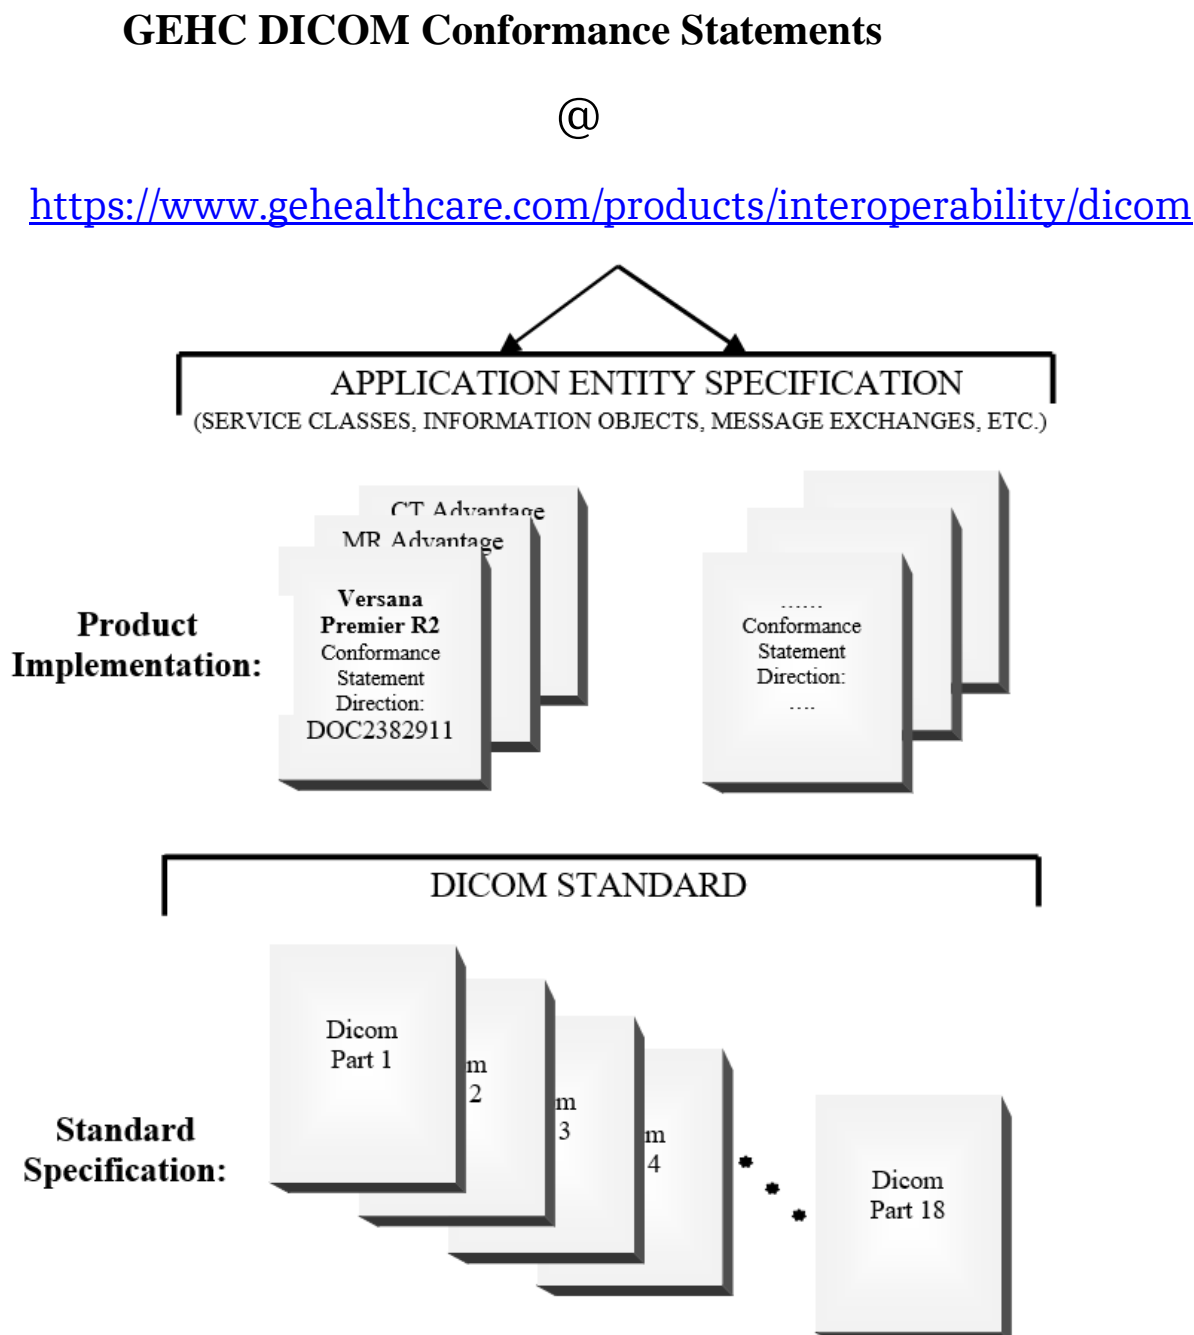 GEHC DICOM Conformance Statements
@
https://www.gehealthcare.com/products/interoperability/dicom
APPLICATION ENTITY SPECIFICATION
(SERVICE CLASSES, INFORMATION OBJECTS, MESSAGE EXCHANGES, ETC.)
CT Advantage
MR Advantage
Product
Implementation:
Versana
Premier R2
Conformance
Statement
Direction:
DOC2382911
……
Conformance
Statement
Direction:
….
DICOM STANDARD
Dicom
Part 1
m
2
m
3
m
4
Standard
Specification:
Dicom
Part 18